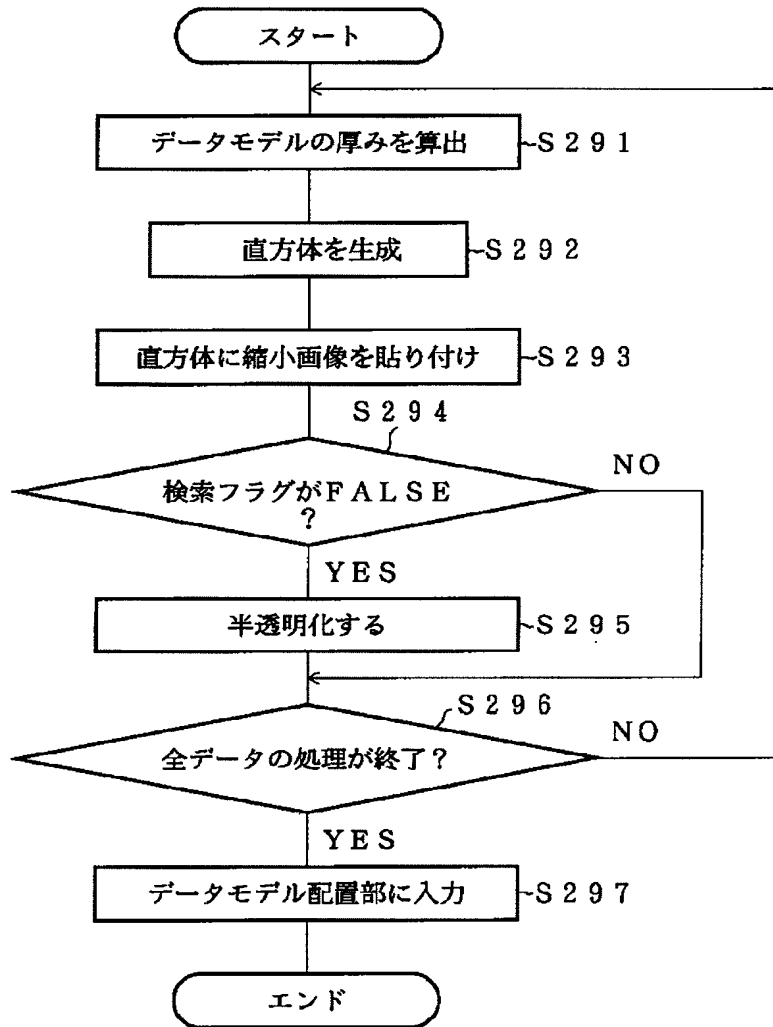 スタート
データモデルの厚みを算出 S291
直方体を生成 S292
直方体に縮小画像を貼り付け S293
S294
検索フラグがFALSE
?
NO
YES
半透明化する S295
S296
全データの処理が終了?
NO
YES
データモデル配置部に入力 S297
エンド